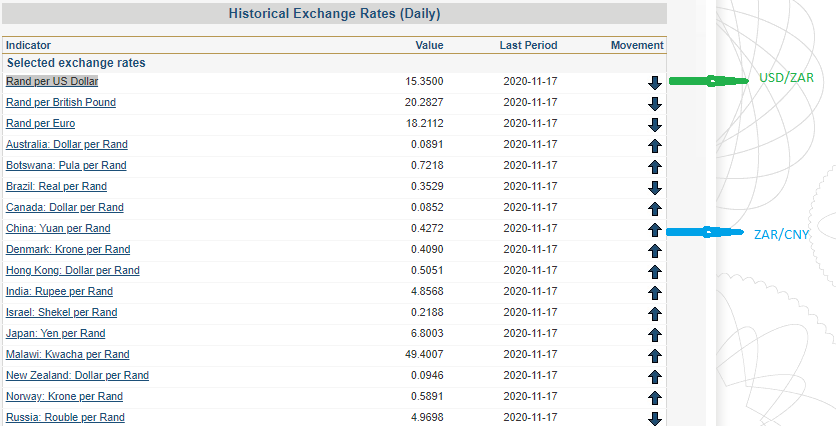 Historical Exchange Rates (Daily)
Indicator Value Last Period Movement
Selected exchange rates
Rand per US Dollar 15.3500 2020-11-17 USD/ZAR
Rand per British Pound 20.2827 2020-11-17
Rand per Euro 18.2112 2020-11-17
Australia: Dollar per Rand 0.0891 2020-11-17
Botswana: Pula per Rand 0.7218 2020-11-17
Brazil: Real per Rand 0.3529 2020-11-17
Canada: Dollar per Rand 0.0852 2020-11-17
China: Yuan per Rand 0.4272 2020-11-17 ZAR/CNY
Denmark: Krone per Rand 0.4090 2020-11-17
Hong Kong: Dollar per Rand 0.5051 2020-11-17
India: Rupee per Rand 4.8568 2020-11-17
Israel: Shekel per Rand 0.2188 2020-11-17
Japan: Yen per Rand 6.8003 2020-11-17
Malawi: Kwacha per Rand 49.4007 2020-11-17
New Zealand: Dollar per Rand 0.0946 2020-11-17
Norway: Krone per Rand 0.5891 2020-11-17
Russia: Rouble per Rand 4.9698 2020-11-17